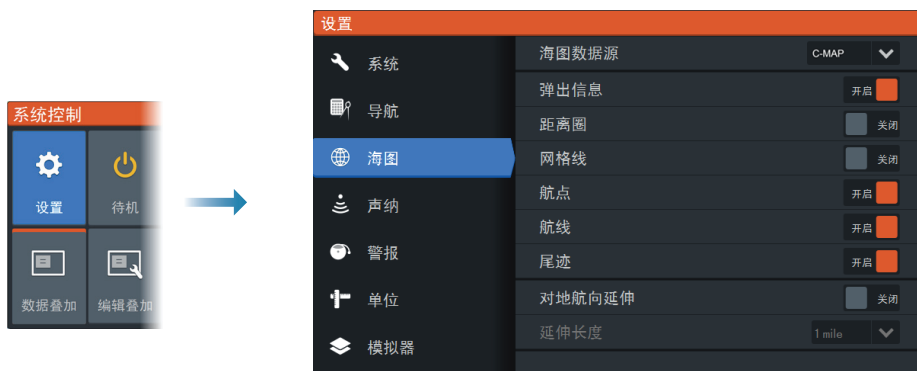 系统控制
设置
待机
数据叠加
编辑叠加
设置
系统
导航
海图
声纳
警报
单位
模拟器
海图数据源 C-MAP
弹出信息 开启
距离圈 关闭
网格线 关闭
航点 开启
航线 开启
尾迹 开启
对地航向延伸 关闭
延伸长度 1 mile